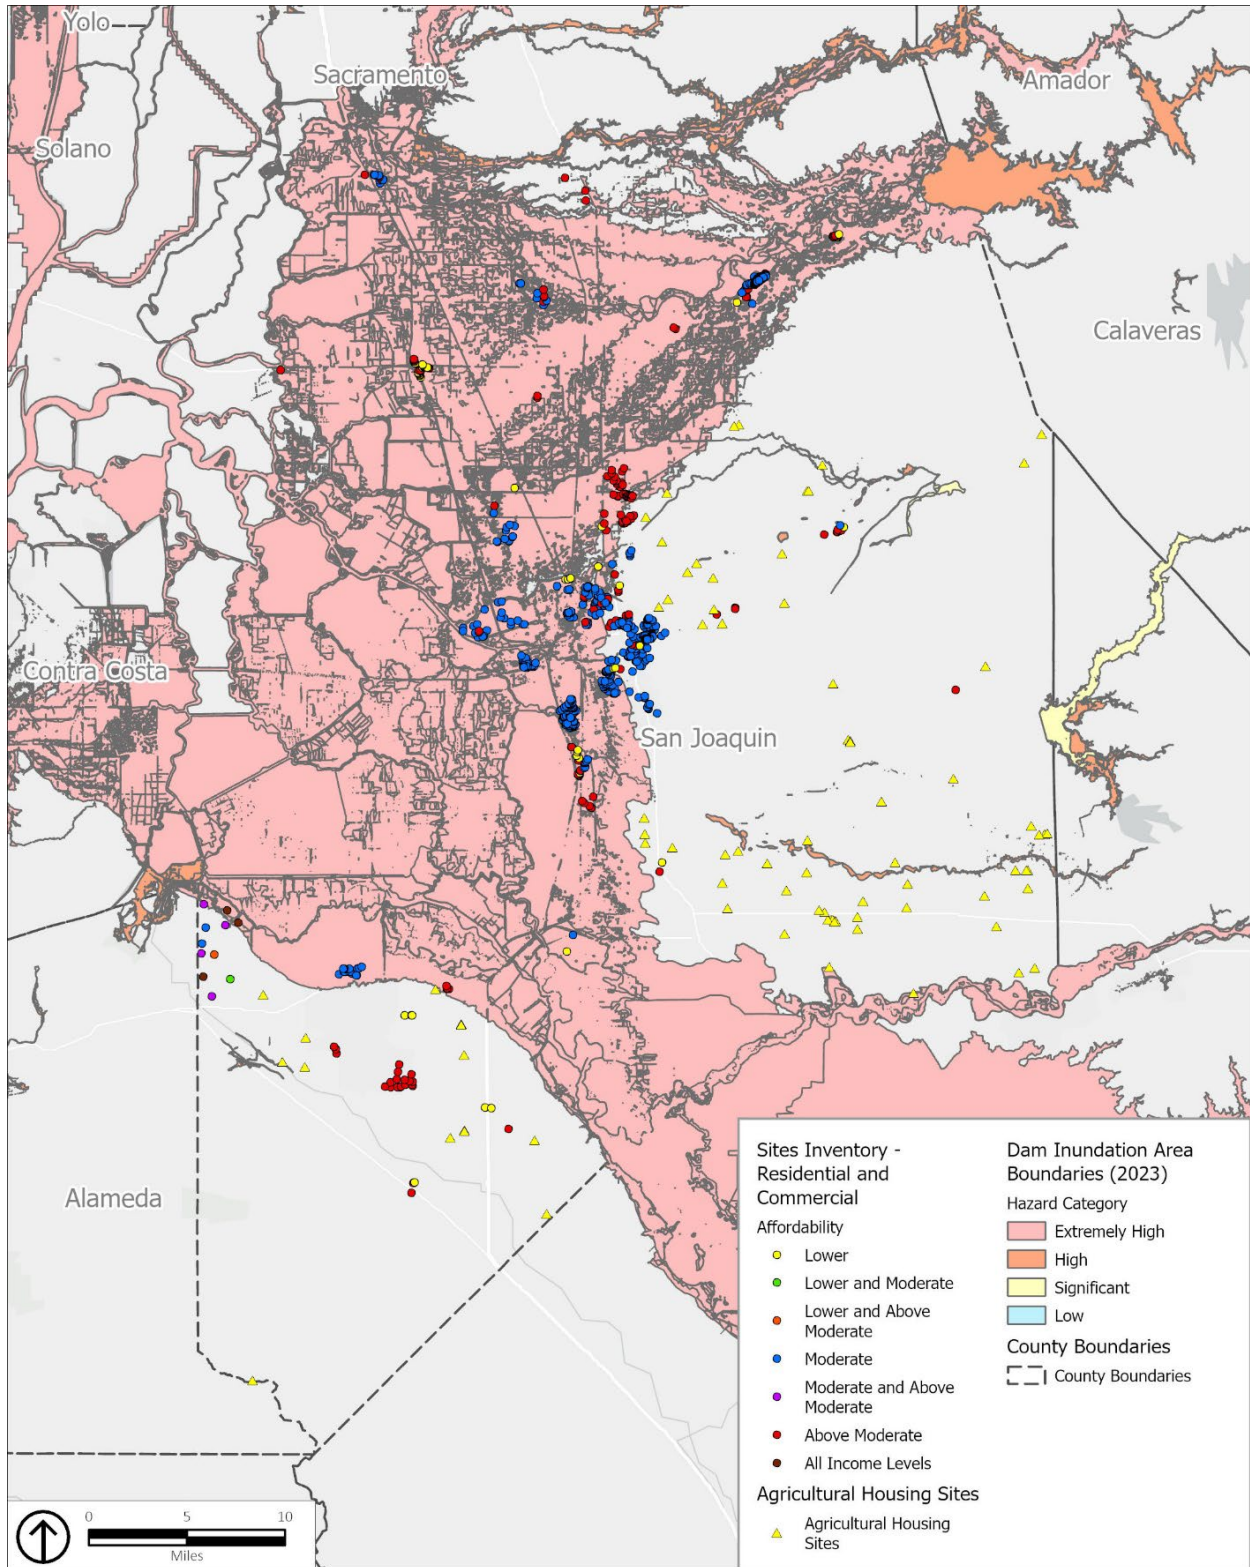 Yolo
Sacramento
Amador
Solano
Calaveras
Contra Costa
San Joaquin
Alameda
Sites Inventory -
Residential and
Commercial
Affordability
Lower
Lower and Moderate
Lower and Above
Moderate
Moderate
Moderate and Above
Moderate
Above Moderate
All Income Levels
Agricultural Housing Sites
Agricultural Housing
Sites
Dam Inundation Area
Boundaries (2023)
Hazard Category
Extremely High
High
Significant
Low
County Boundaries
County Boundaries
0 5 10
Miles